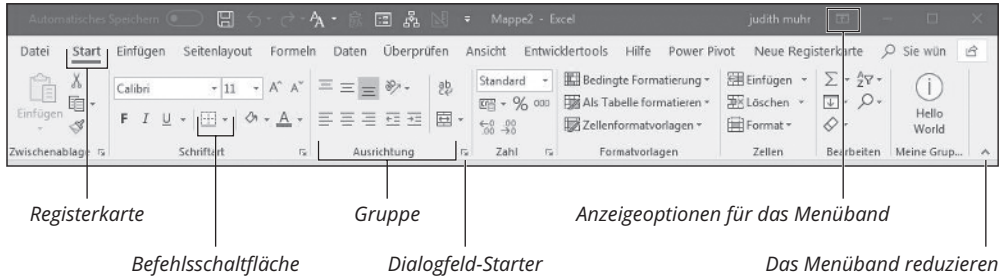 Automatisches Speichern Mappe2 - Excel judith muhr
Datei Start Einfügen Seitenlayout Formeln Daten Überprüfen Ansicht Entwicklertools Hilfe Power Pivot Neue Registerkarte Sie wün
Calibri 11 Standard Bedingte Formatierung Einfügen
Einfügen % 000 Als Tabelle formatieren Löschen Hello
F K U A Zellenformatvorlagen Format World
Zwischenablage Schriftart Ausrichtung Zahl Formatvorlagen Zellen Bearbeiten Meine Grup...
Registerkarte Gruppe Anzeigeoptionen für das Menüband
Befehlsschaltfläche Dialogfeld-Starter Das Menüband reduzieren